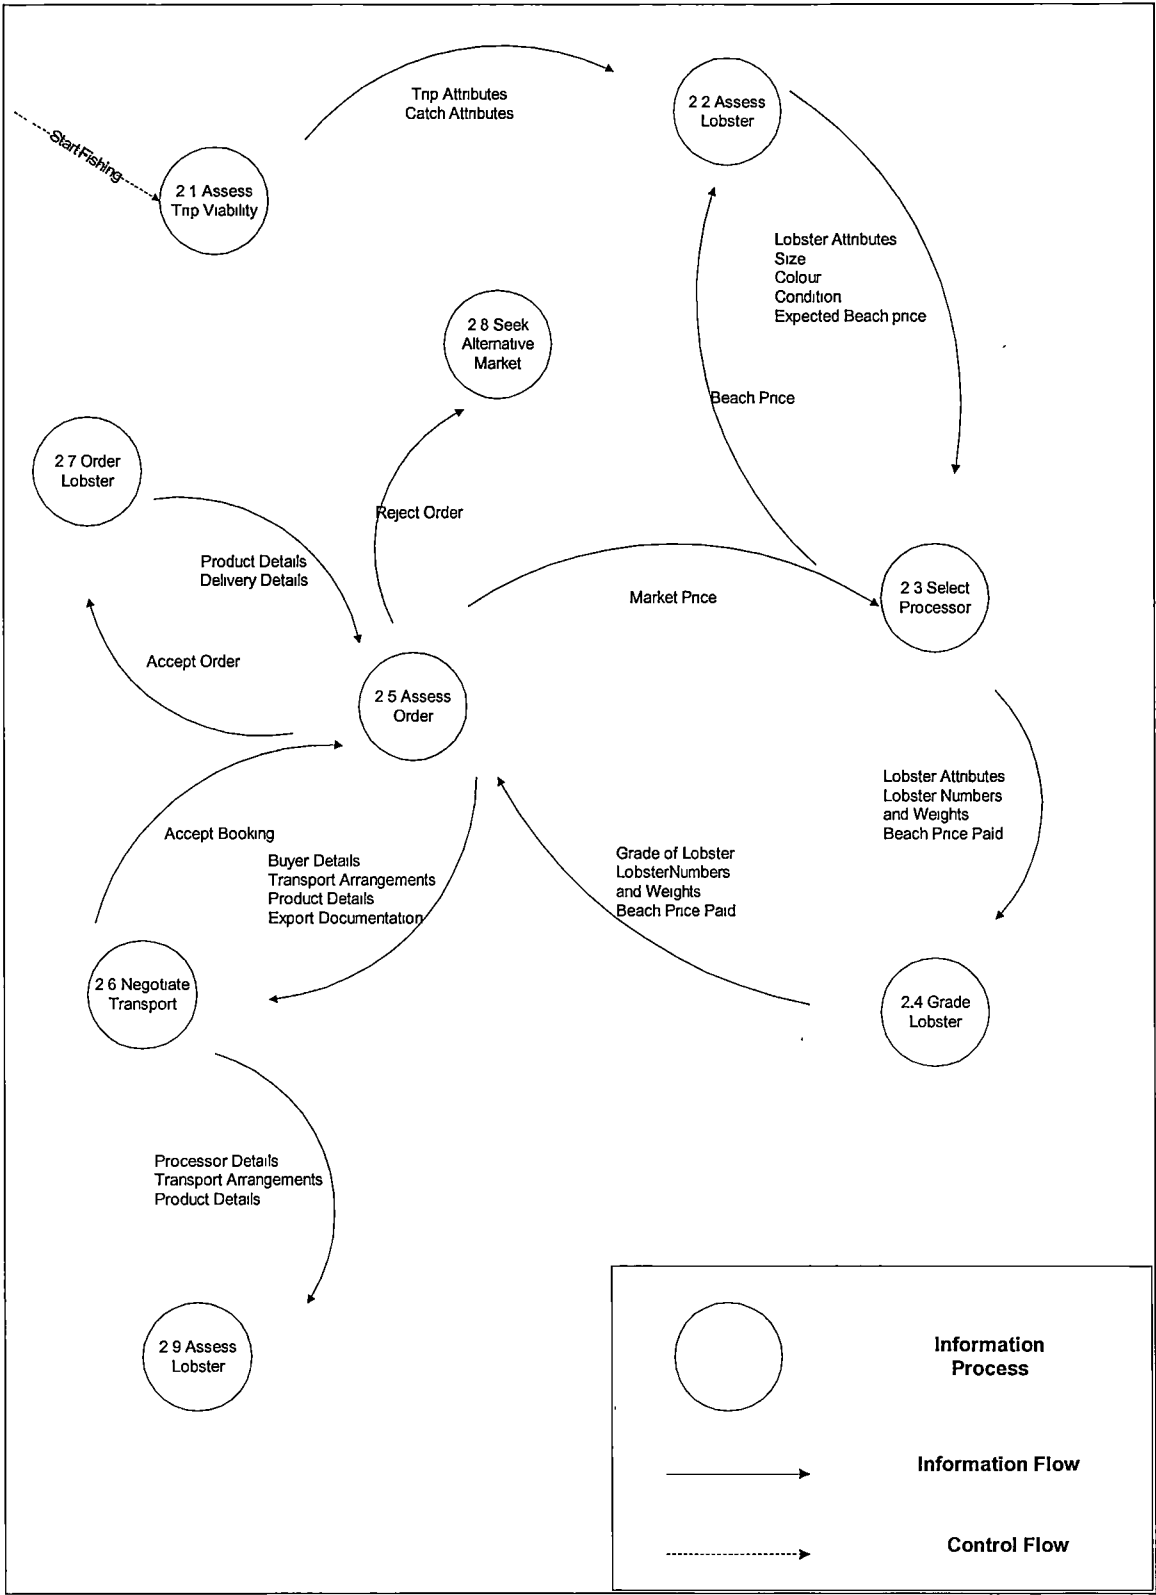 Trip Attributes
Catch Attributes
2 2 Assess
Lobster
Start Fishing
2 1 Assess
Trip Viability
Lobster Attributes
Size
Colour
Condition
Expected Beach price
2 8 Seek
Alternative
Market
Beach Price
2 7 Order
Lobster
Reject Order
Product Details
Delivery Details
Market Price
2 3 Select
Processor
Accept Order
2 5 Assess
Order
Lobster Attributes
Lobster Numbers
and Weights
Beach Price Paid
Accept Booking
Buyer Details
Transport Arrangements
Product Details
Export Documentation
Grade of Lobster
LobsterNumbers
and Weights
Beach Price Paid
2 6 Negotiate
Transport
2.4 Grade
Lobster
Processor Details
Transport Arrangements
Product Details
2 9 Assess
Lobster
Information
Process
Information Flow
Control Flow